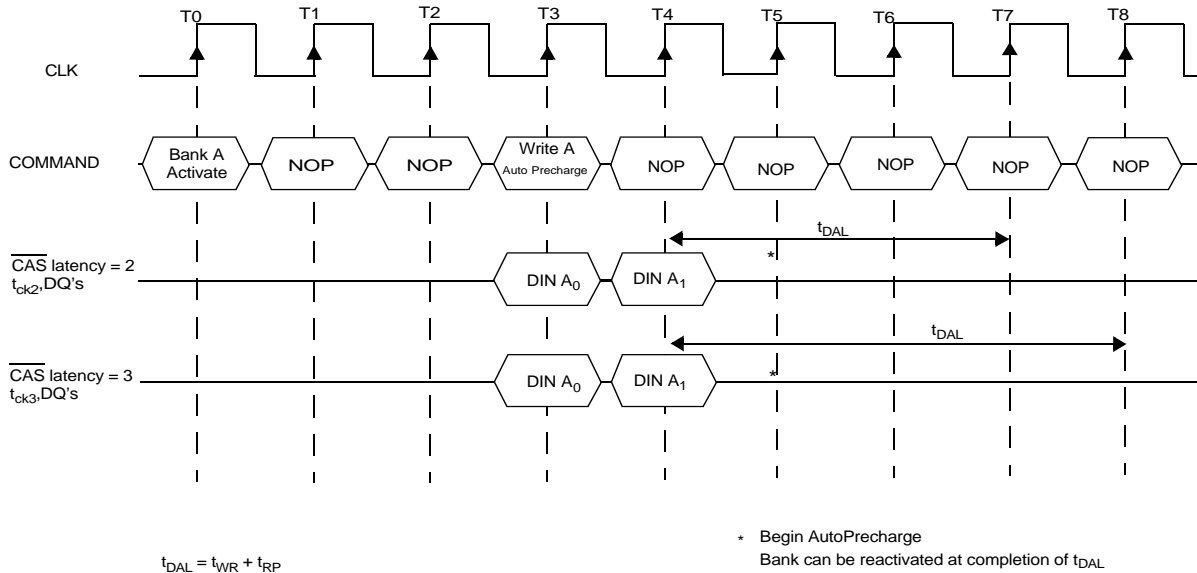 T0 T1 T2 T3 T4 T5 T6 T7 T8
CLK
COMMAND
Bank A
Activate
NOP
NOP
Write A
Auto Precharge
NOP
NOP
NOP
NOP
NOP
tDAL
CAS latency = 2
tck2,DQ's
*
DIN A0
DIN A1
tDAL
CAS latency = 3
tck3,DQ's
*
DIN A0
DIN A1
tDAL = tWR + tRP
* Begin AutoPrecharge
Bank can be reactivated at completion of tDAL